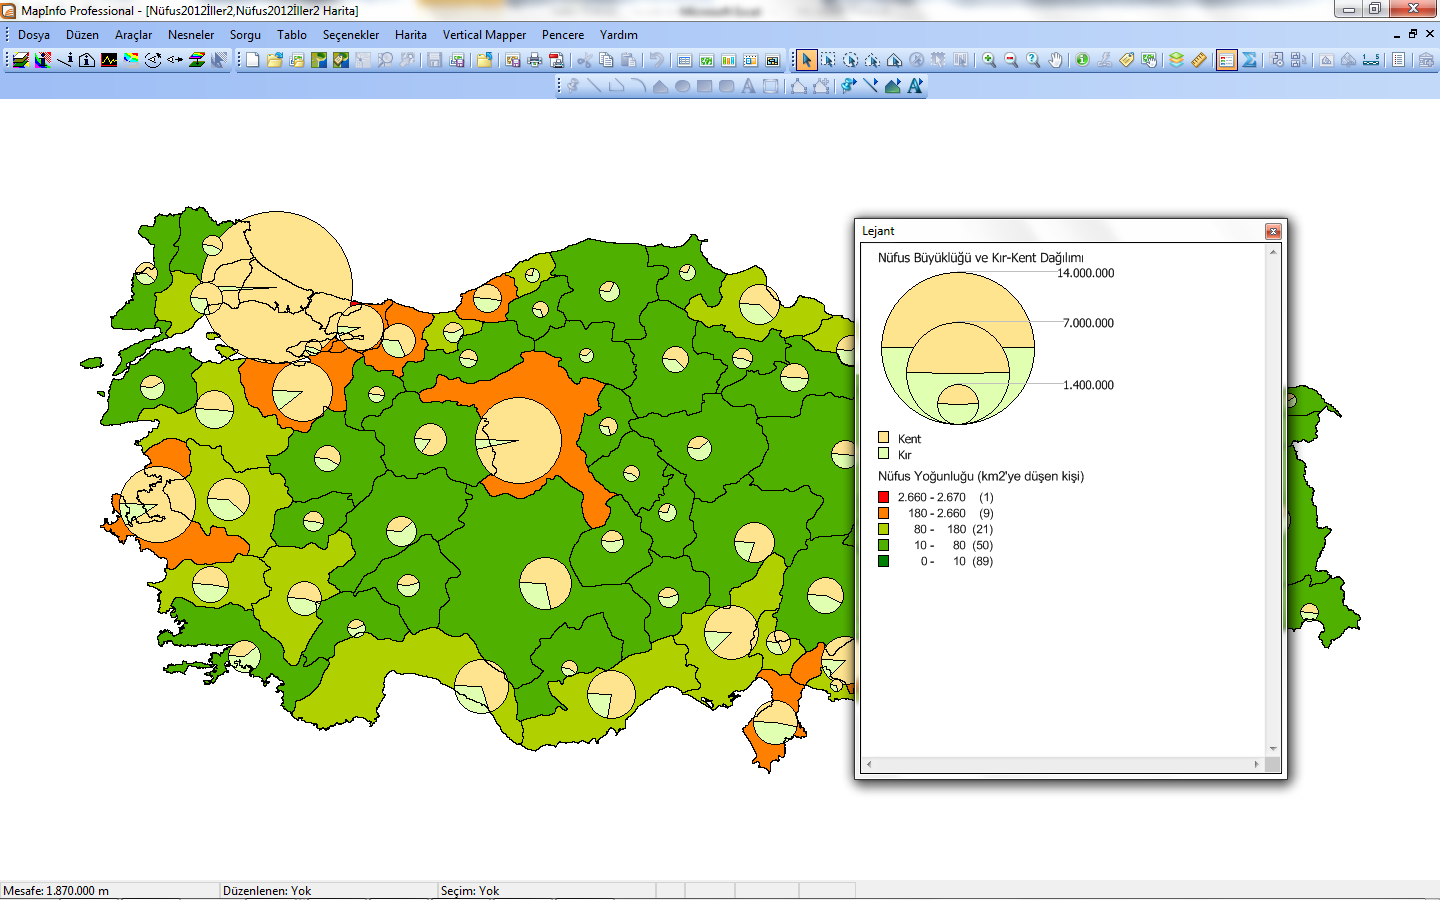 MapInfo Professional - [Nüfus2012İller2,Nüfus2012İller2 Harita]
Dosya Düzen Araçlar Nesneler Sorgu Tablo Seçenekler Harita Vertical Mapper Pencere Yardım
Lejant
Nüfus Büyüklüğü ve Kır-Kent Dağılımı
14.000.000
7.000.000
1.400.000
Kent
Kır
Nüfus Yoğunluğu (km2'ye düşen kişi)
2.660 - 2.670 (1)
180 - 2.660 (9)
80 - 180 (21)
10 - 80 (50)
0 - 10 (89)
Mesafe: 1.870.000 m Düzenlenen: Yok Seçim: Yok